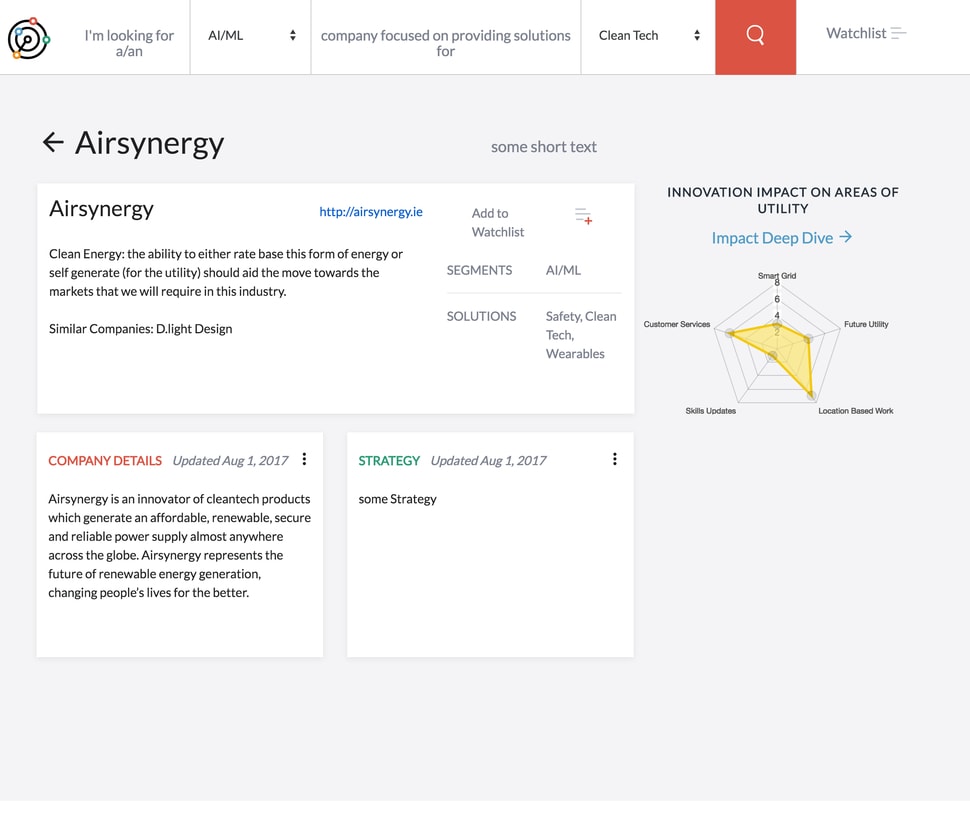 I'm looking for
a/an
AI/ML
company focused on providing solutions
for
Clean Tech
Watchlist
Airsynergy
some short text
Airsynergy
http://airsynergy.ie
Add to
Watchlist
Clean Energy: the ability to either rate base this form of energy or
self generate (for the utility) should aid the move towards the
markets that we will require in this industry.
Similar Companies: D.light Design
SEGMENTS
AI/ML
SOLUTIONS
Safety, Clean
Tech,
Wearables
INNOVATION IMPACT ON AREAS OF
UTILITY
Impact Deep Dive
Smart Grid
8
6
4
2
Customer Services
Future Utility
Skills Updates
Location Based Work
COMPANY DETAILS Updated Aug 1, 2017
Airsynergy is an innovator of cleantech products
which generate an affordable, renewable, secure
and reliable power supply almost anywhere
across the globe. Airsynergy represents the
future of renewable energy generation,
changing people's lives for the better.
STRATEGY Updated Aug 1, 2017
some Strategy